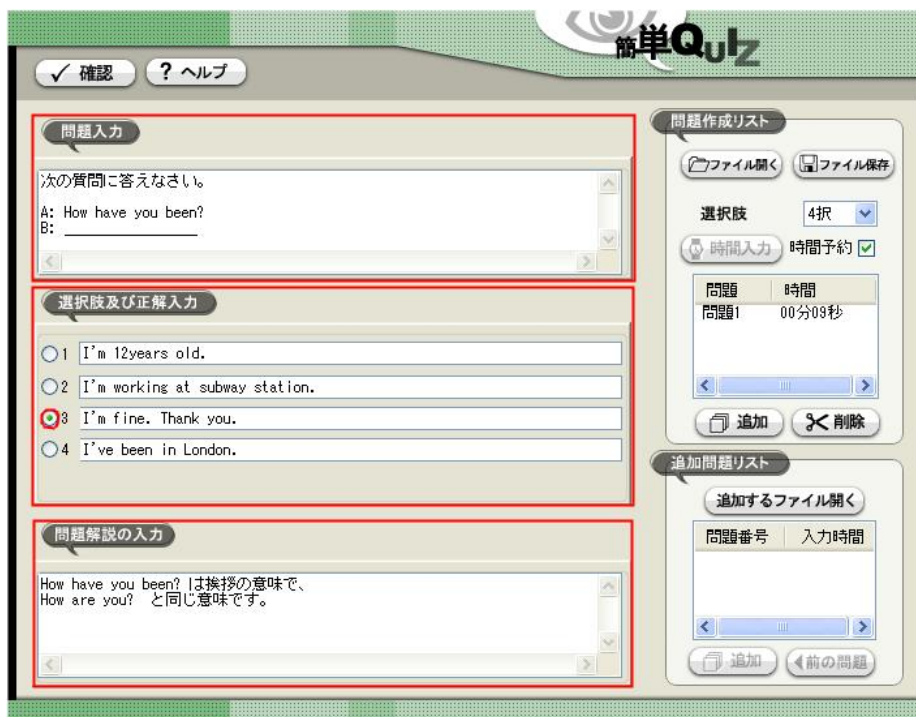 簡単QuIz
✓ 確認
? ヘルプ
問題入力
次の質問に答えなさい。
A: How have you been?
B: __________________
選択肢及び正解入力
1 I'm 12years old.
2 I'm working at subway station.
3 I'm fine. Thank you.
4 I've been in London.
問題解説の入力
How have you been? は挨拶の意味で、
How are you? と同じ意味です。
問題作成リスト
ファイル開く ファイル保存
選択肢 4択
時間入力 時間予約
問題 時間
問題1 00分09秒
追加 削除
追加問題リスト
追加するファイル開く
問題番号 入力時間
追加 前の問題